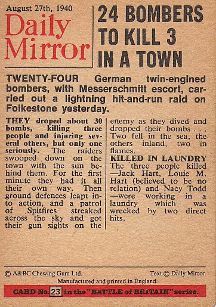 August 27th, 1940
Daily
Mirror
24 BOMBERS
TO KILL 3
IN A TOWN
TWENTY-FOUR German twin-engined
bombers, with Messerschmitt escort, car-
ried out a lightning hit-and-run raid on
Folkestone yesterday.
THEY droped about 30
bombs, killing three
people and injuring sev-
eral others, but only one
seriously. The raiders
swooped down on the
town with the sun be-
hind them. For the first
minute they had it all
their own way. Then
ground defences leapt in-
to action, and a patrol
of Spitfires streaked
across the sky and got
their gun sights on the
enemy as they dived and
dropped their bombs.
Two fell in the sea, the
others inland, two in
flames.
KILLED IN LAUNDRY
The three people killed
—Jack Hart, Louie M.
Hart (believed to be no
relation) and Nacy Todd
—wore working in a
laundry which was
wrecked by two direct
hits.
© A&BC Chewing Gum Ltd.
Text © Daily Mirror
Manufactured and printed in England
CARD No. 23 in the "BATTLE of BRITAIN" series.